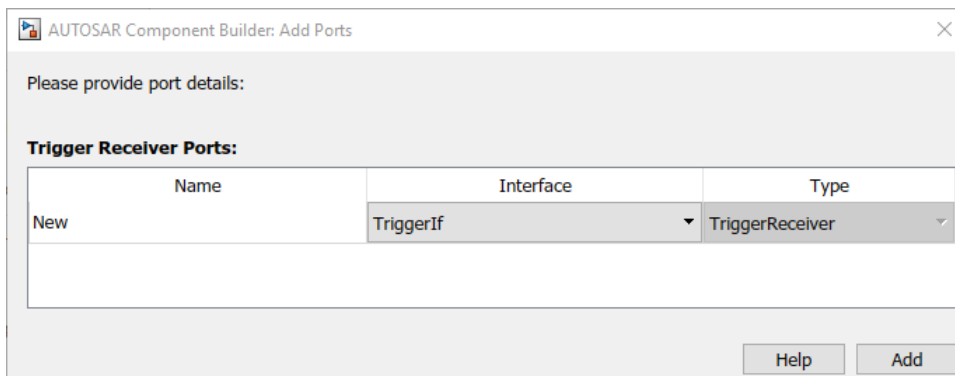 AUTOSAR Component Builder: Add Ports
Please provide port details:
Trigger Receiver Ports:
Name Interface Type
New TriggerIf TriggerReceiver
Help Add